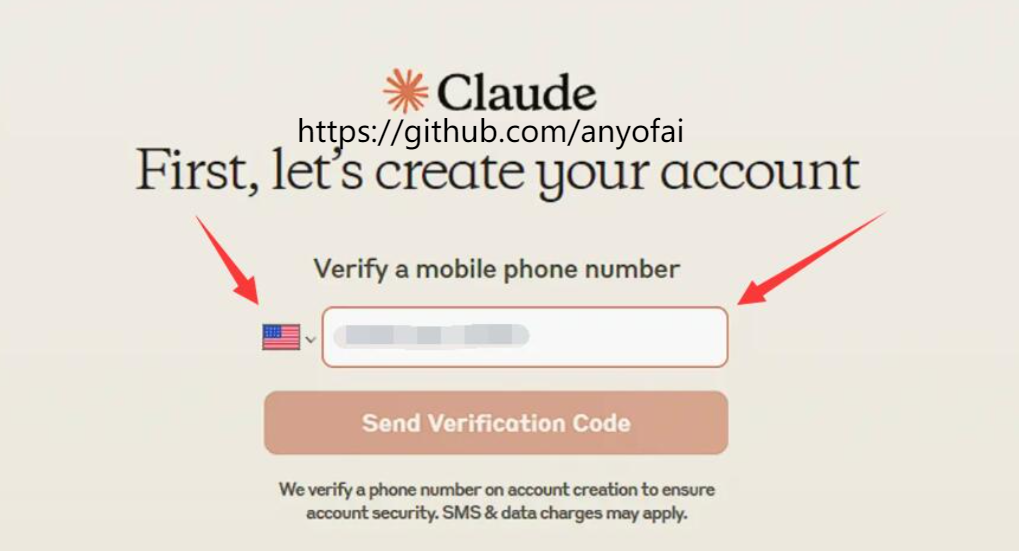 Claude
https://github.com/anyofai
First, let's create your account
Verify a mobile phone number
Send Verification Code
We verify a phone number on account creation to ensure
account security. SMS & data charges may apply.